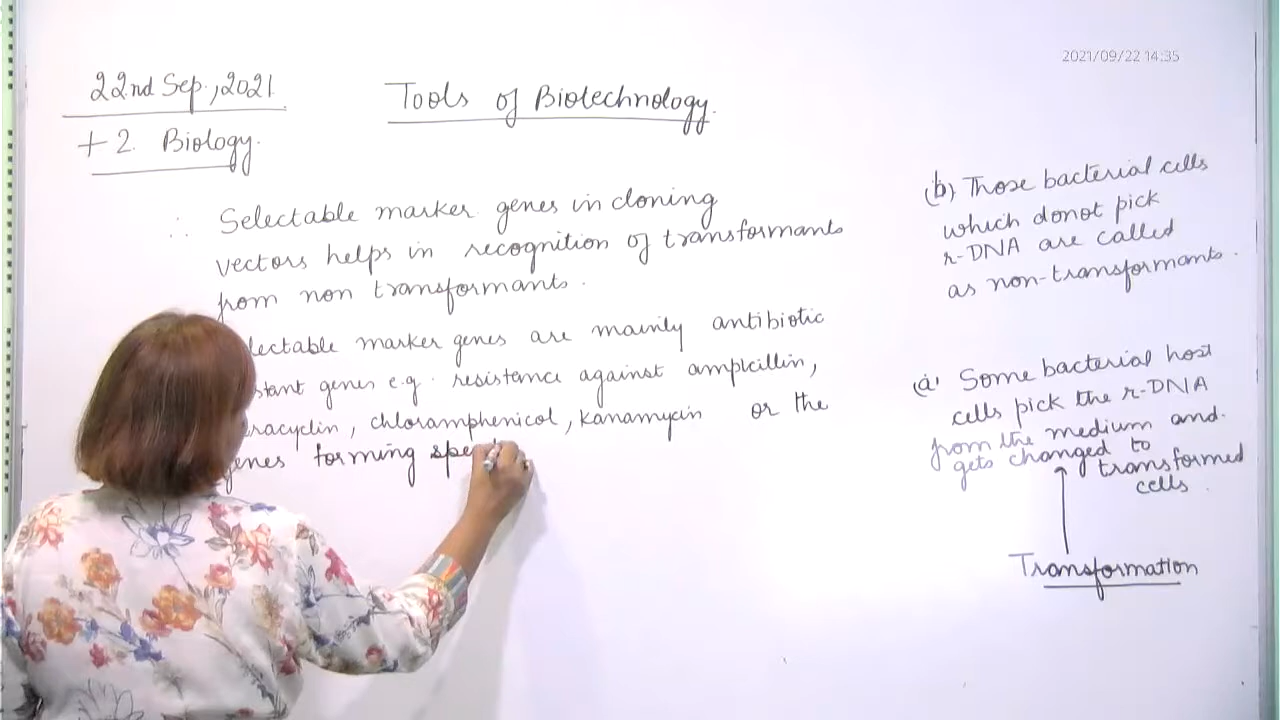 2021/09/22 14:35
22nd Sep., 2021
+2 Biology.
Tools of Biotechnology.
∴ Selectable marker genes in cloning
vectors helps in recognition of transformants
from non transformants.
marker genes are mainly antibiotic
genes e.g. resistance against ampicillin,
, chloramphenicol, kanamycin or the
genes forming
(b) Those bacterial cells
which donot pick
r-DNA are called
as non-transformants.
(a) Some bacterial host
cells pick the r-DNA
from the medium and.
gets changed to
transformed
cells.
Transformation